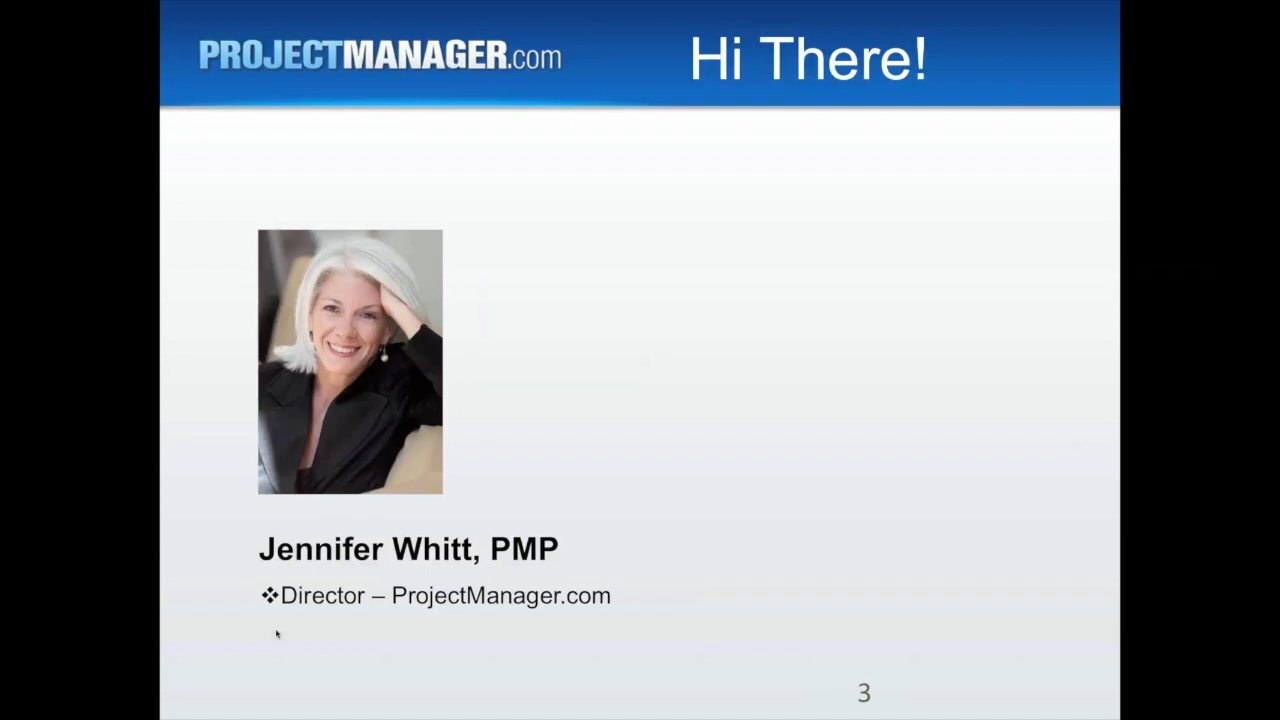 PROJECTMANAGER.com
Hi There!
Jennifer Whitt, PMP
❖Director – ProjectManager.com
3